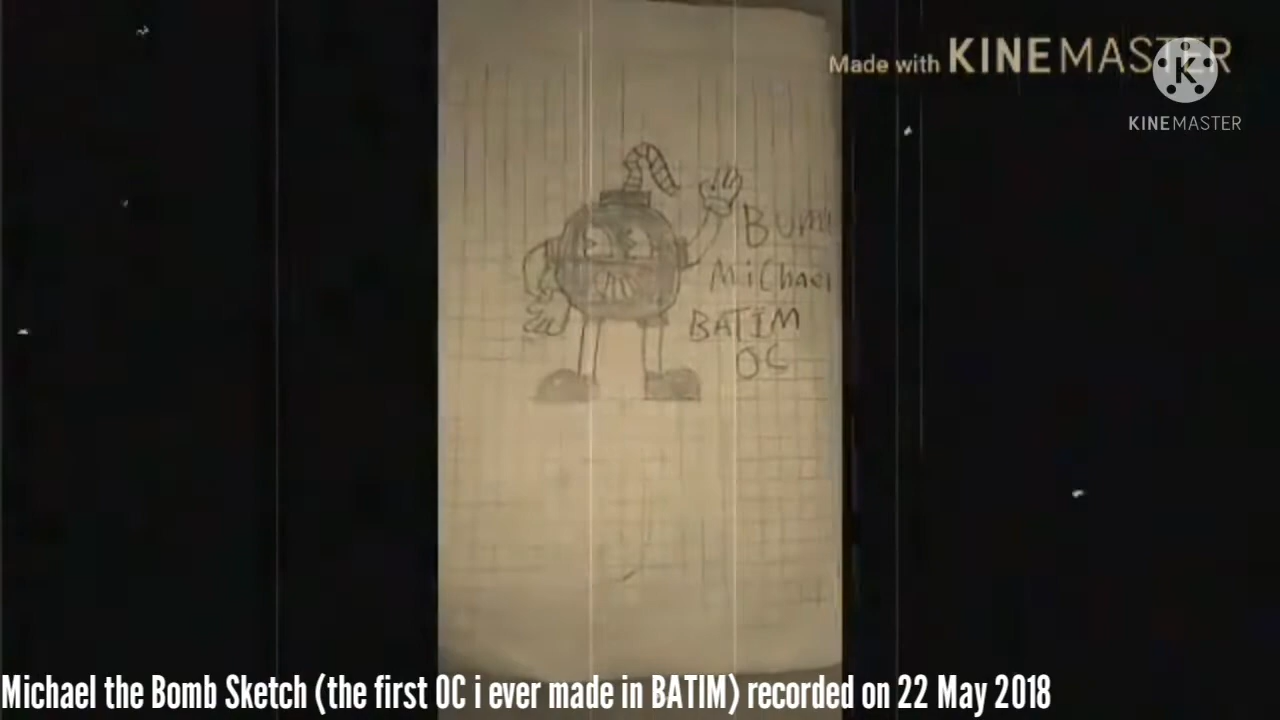 Made with KINEMASTER
KINEMASTER
Michael
BATIM
OC
Michael the Bomb Sketch (the first OC i ever made in BATIM) recorded on 22 May 2018